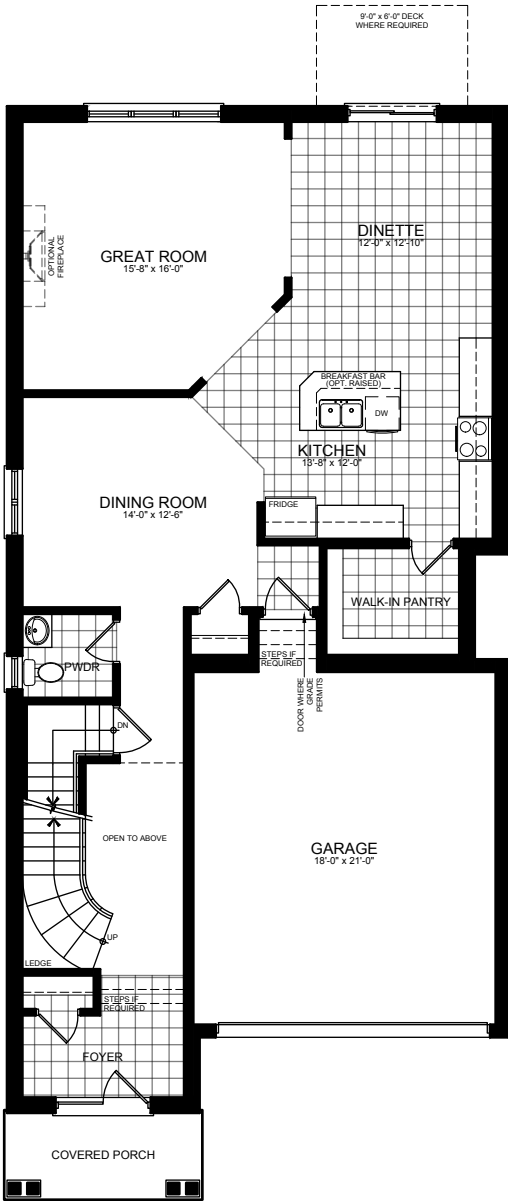 9'-0" x 6'-0" DECK
WHERE REQUIRED
DINETTE
12'-0" x 12'-10"
GREAT ROOM
15'-8" x 16'-0"
OPTIONAL
FIREPLACE
BREAKFAST BAR
(OPT. RAISED)
DW
KITCHEN
13'-8" x 12'-0"
DINING ROOM
14'-0" x 12'-6"
FRIDGE
WALK-IN PANTRY
STEPS IF
REQUIRED
PWDR
DOOR WHERE
GRADE
PERMITS
DN
OPEN TO ABOVE
GARAGE
18'-0" x 21'-0"
UP
LEDGE
STEPS IF
REQUIRED
FOYER
COVERED PORCH